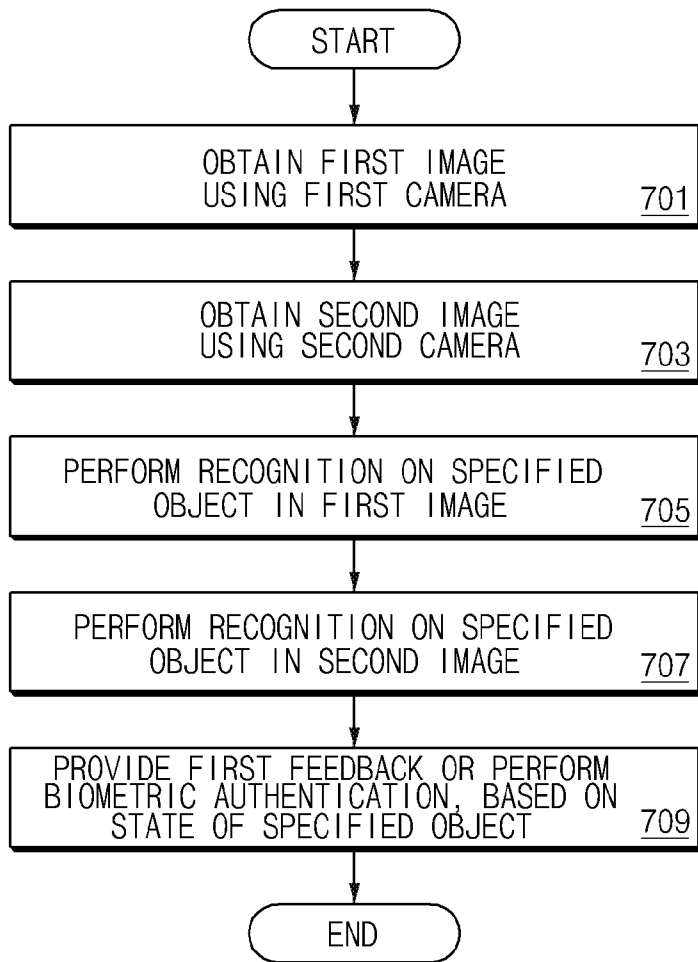 START
OBTAIN FIRST IMAGE
USING FIRST CAMERA
701
OBTAIN SECOND IMAGE
USING SECOND CAMERA
703
PERFORM RECOGNITION ON SPECIFIED
OBJECT IN FIRST IMAGE
705
PERFORM RECOGNITION ON SPECIFIED
OBJECT IN SECOND IMAGE
707
PROVIDE FIRST FEEDBACK OR PERFORM
BIOMETRIC AUTHENTICATION, BASED ON
STATE OF SPECIFIED OBJECT
709
END